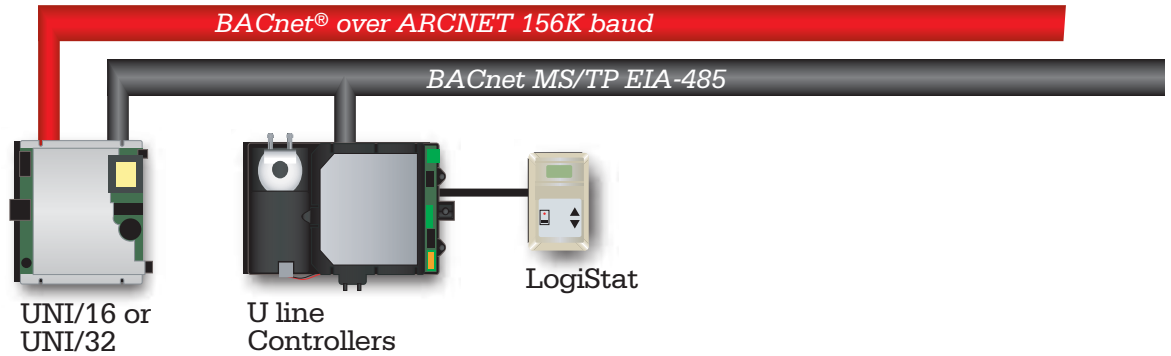 BACnet® over ARCNET 156K baud
BACnet MS/TP EIA-485
LogiStat
UNI/16 or
UNI/32
U line
Controllers